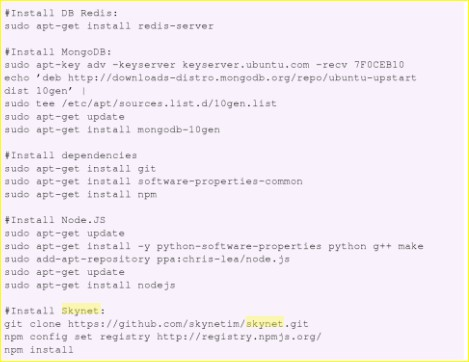 #Install DB Redis:
sudo apt-get install redis-server
#Install MongoDB:
sudo apt-key adv -keyserver keyserver.ubuntu.com -recv 7F0CEB10
echo ’deb http://downloads-distro.mongodb.org/repo/ubuntu-upstart
dist 10gen’ |
sudo tee /etc/apt/sources.list.d/10gen.list
sudo apt-get update
sudo apt-get install mongodb-10gen
#Install dependencies
sudo apt-get install git
sudo apt-get install software-properties-common
sudo apt-get install npm
#Install Node.JS
sudo apt-get update
sudo apt-get install -y python-software-properties python g++ make
sudo add-apt-repository ppa:chris-lea/node.js
sudo apt-get update
sudo apt-get install nodejs
#Install Skynet:
git clone https://github.com/skynetim/skynet.git
npm config set registry http://registry.npmjs.org/
npm install